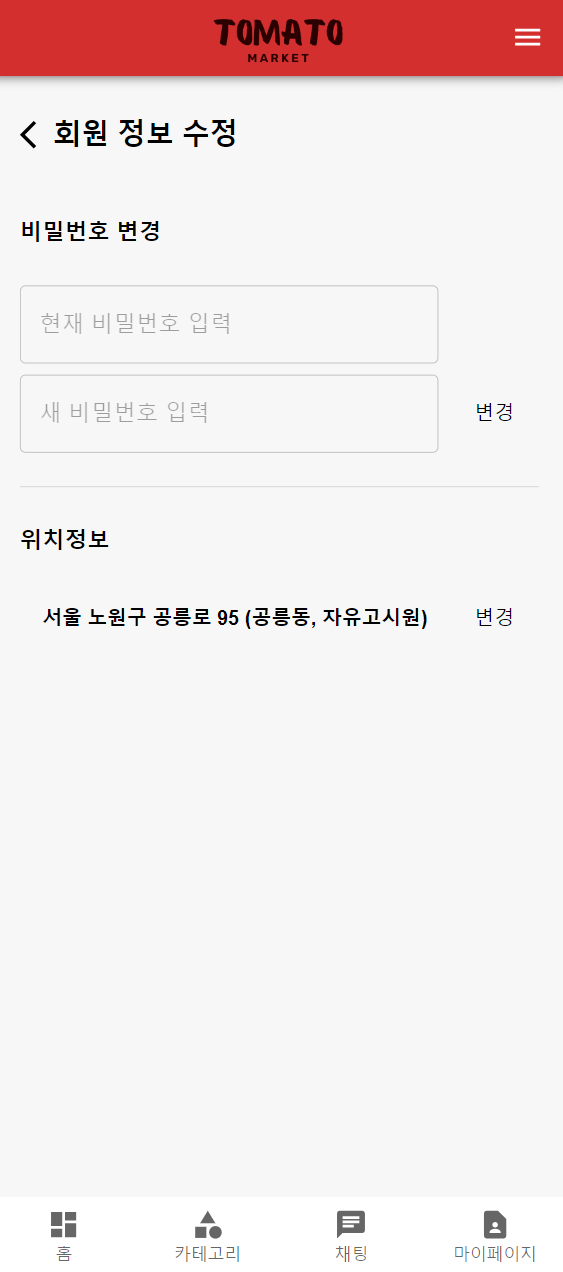 TOMATO
MARKET
회원 정보 수정
비밀번호 변경
현재 비밀번호 입력
새 비밀번호 입력
변경
위치정보
서울 노원구 공릉로 95 (공릉동, 자유고시원) 변경
홈 카테고리 채팅 마이페이지